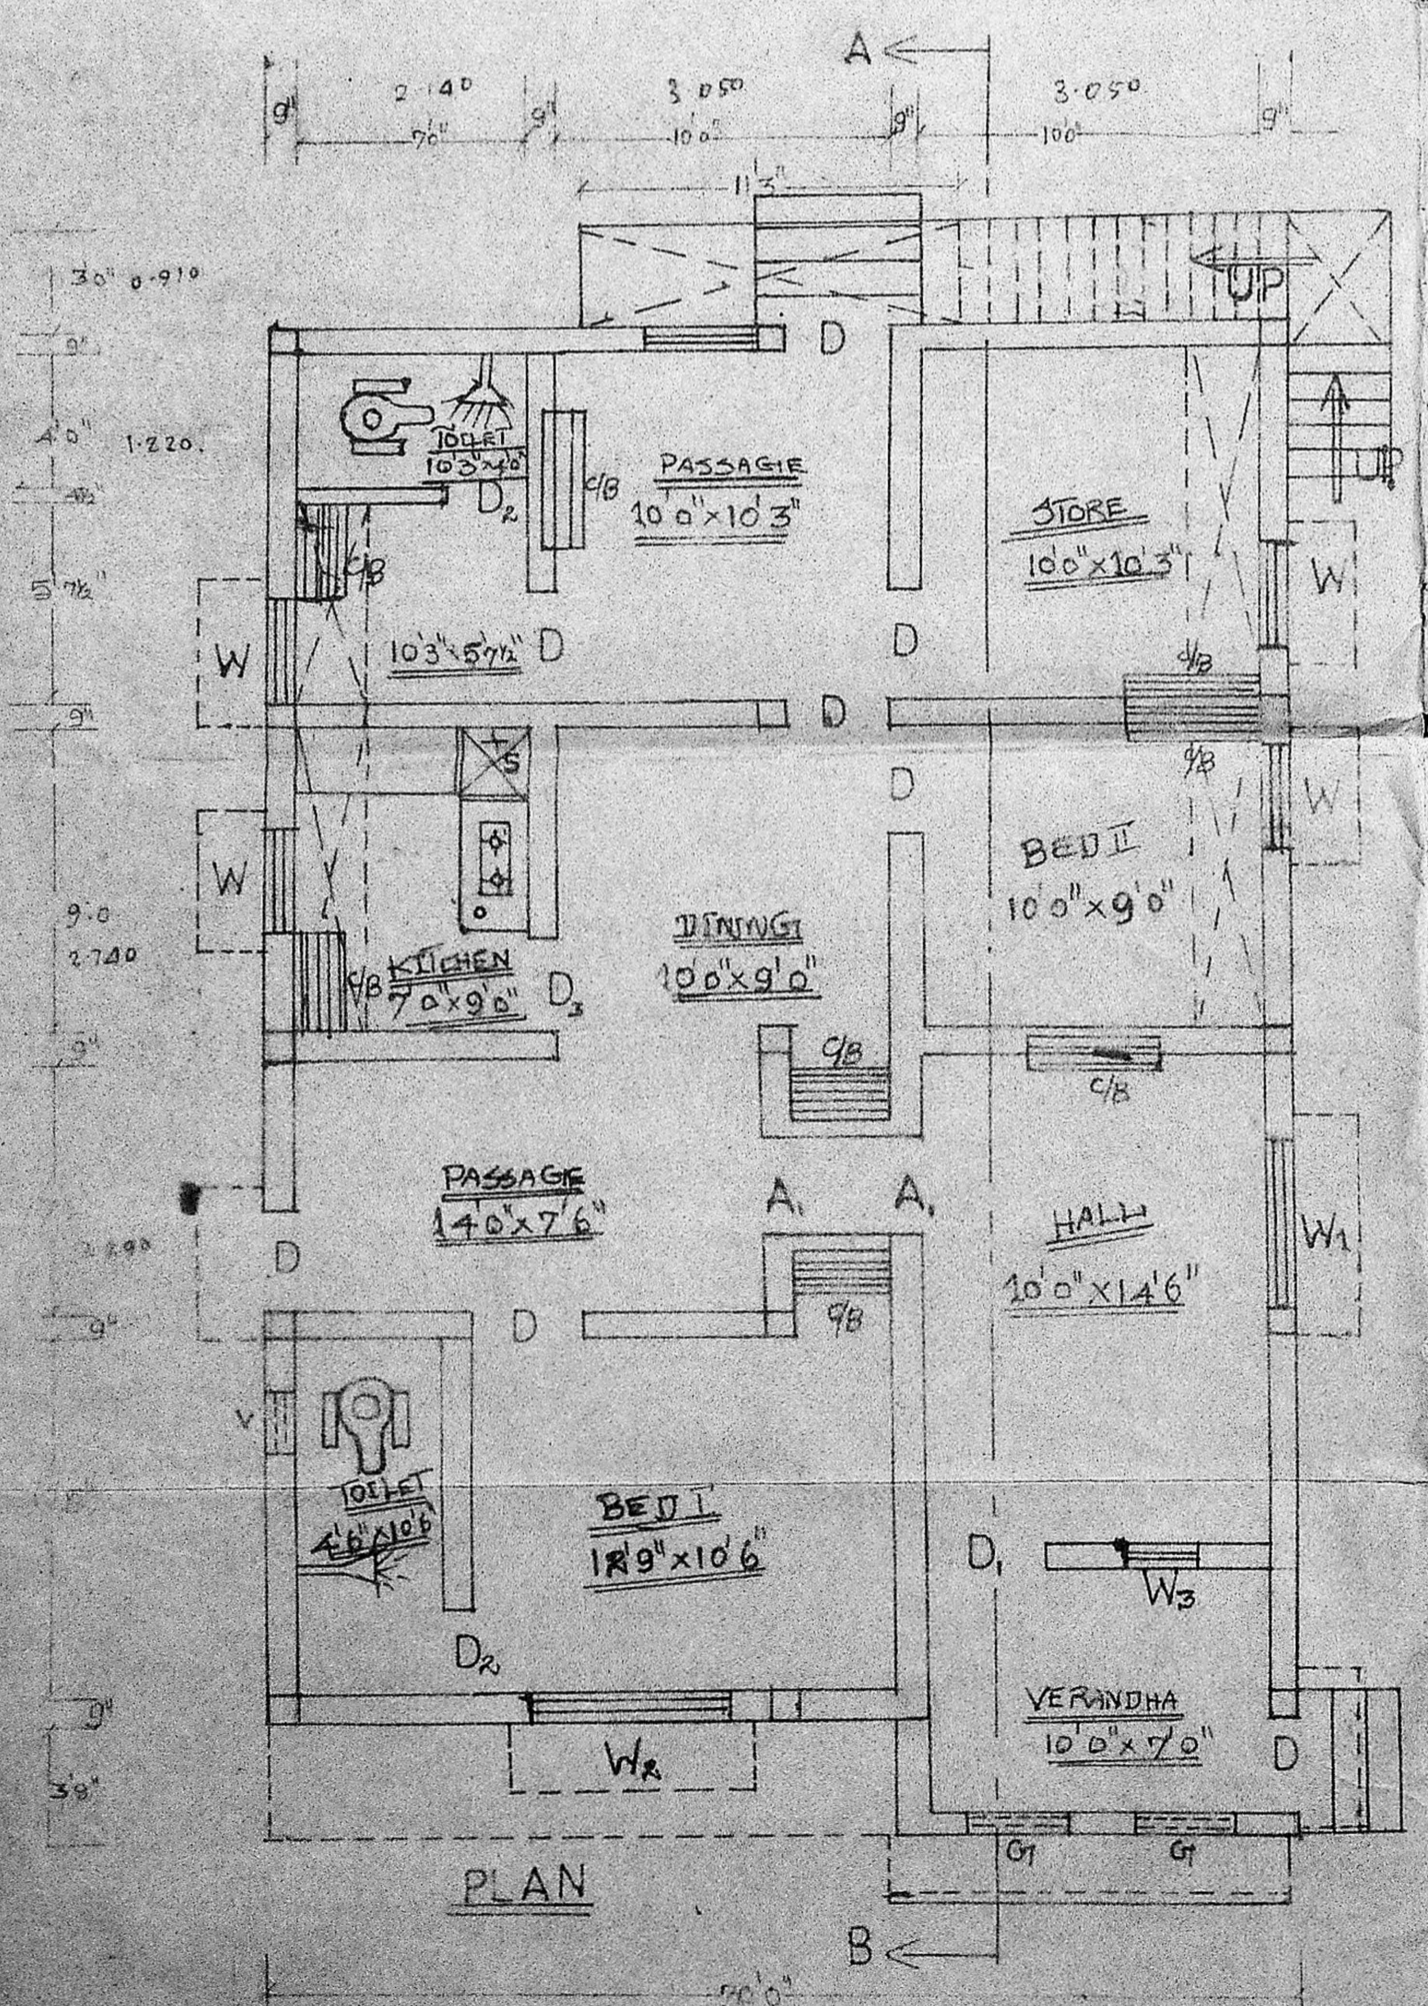 A
2.140
3.050
3.050
9"
7'0"
9"
10'0"
9"
10'0"
9"
11'3"
3'0" 0.910
UP
9"
D
4'0"
1.220.
TOILET
10'3"x4'0"
PASSAGE
10'0"x10'3"
C/B
UP
4½"
D2
STORE
10'0"x10'3"
5'7½"
C/B
W
W
10'3"x5'7½"
D
D
C/B
9"
D
S
D
C/B
W
W
BED II
10'0"x9'0"
9'.0
2.740
DINING
10'0"x9'0"
KITCHEN
7'0"x9'0"
C/B
D3
9"
C/B
C/B
PASSAGE
14'0"x7'6"
A1
A1
HALL
10'0"x14'6"
W1
D
9"
D
C/B
V
TOILET
4'6"x10'6"
BED I
12'9"x10'6"
D1
W3
D2
9"
VERANDHA
10'0"x7'0"
D
W2
3'8"
G
G
PLAN
B